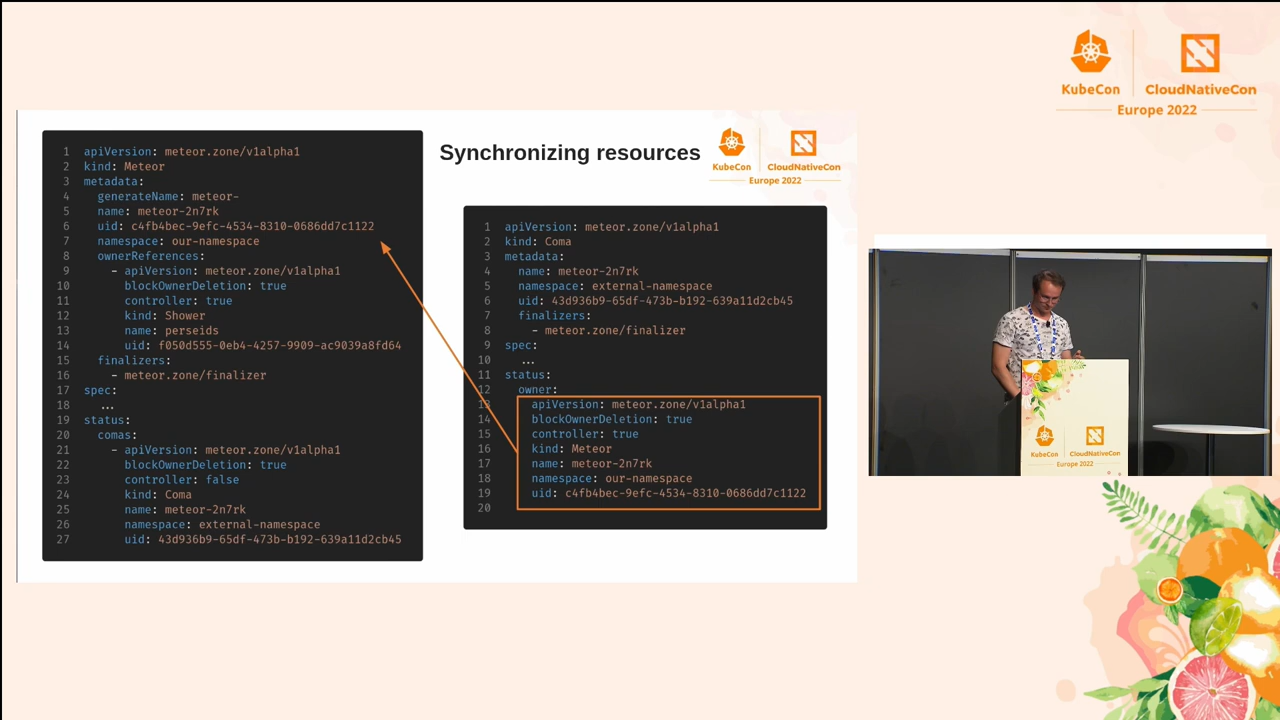 KubeCon
CloudNativeCon
Europe 2022
Synchronizing resources
KubeCon
CloudNativeCon
Europe 2022
1 apiVersion: meteor.zone/v1alpha1
2 kind: Meteor
3 metadata:
4 generateName: meteor-
5 name: meteor-2n7rk
6 uid: c4fb4bec-9efc-4534-8310-0686dd7c1122
7 namespace: our-namespace
8 ownerReferences:
9 - apiVersion: meteor.zone/v1alpha1
10 blockOwnerDeletion: true
11 controller: true
12 kind: Shower
13 name: perseids
14 uid: f050d555-0eb4-4257-9909-ac9039a8fd64
15 finalizers:
16 - meteor.zone/finalizer
17 spec:
18 ...
19 status:
20 comas:
21 - apiVersion: meteor.zone/v1alpha1
22 blockOwnerDeletion: true
23 controller: false
24 kind: Coma
25 name: meteor-2n7rk
26 namespace: external-namespace
27 uid: 43d936b9-65df-473b-b192-639a11d2cb45
1 apiVersion: meteor.zone/v1alpha1
2 kind: Coma
3 metadata:
4 name: meteor-2n7rk
5 namespace: external-namespace
6 uid: 43d936b9-65df-473b-b192-639a11d2cb45
7 finalizers:
8 - meteor.zone/finalizer
9 spec:
10 ...
11 status:
12 owner:
13 apiVersion: meteor.zone/v1alpha1
14 blockOwnerDeletion: true
15 controller: true
16 kind: Meteor
17 name: meteor-2n7rk
18 namespace: our-namespace
19 uid: c4fb4bec-9efc-4534-8310-0686dd7c1122
20
KubeCon
CloudNativeCon
Europe 2022